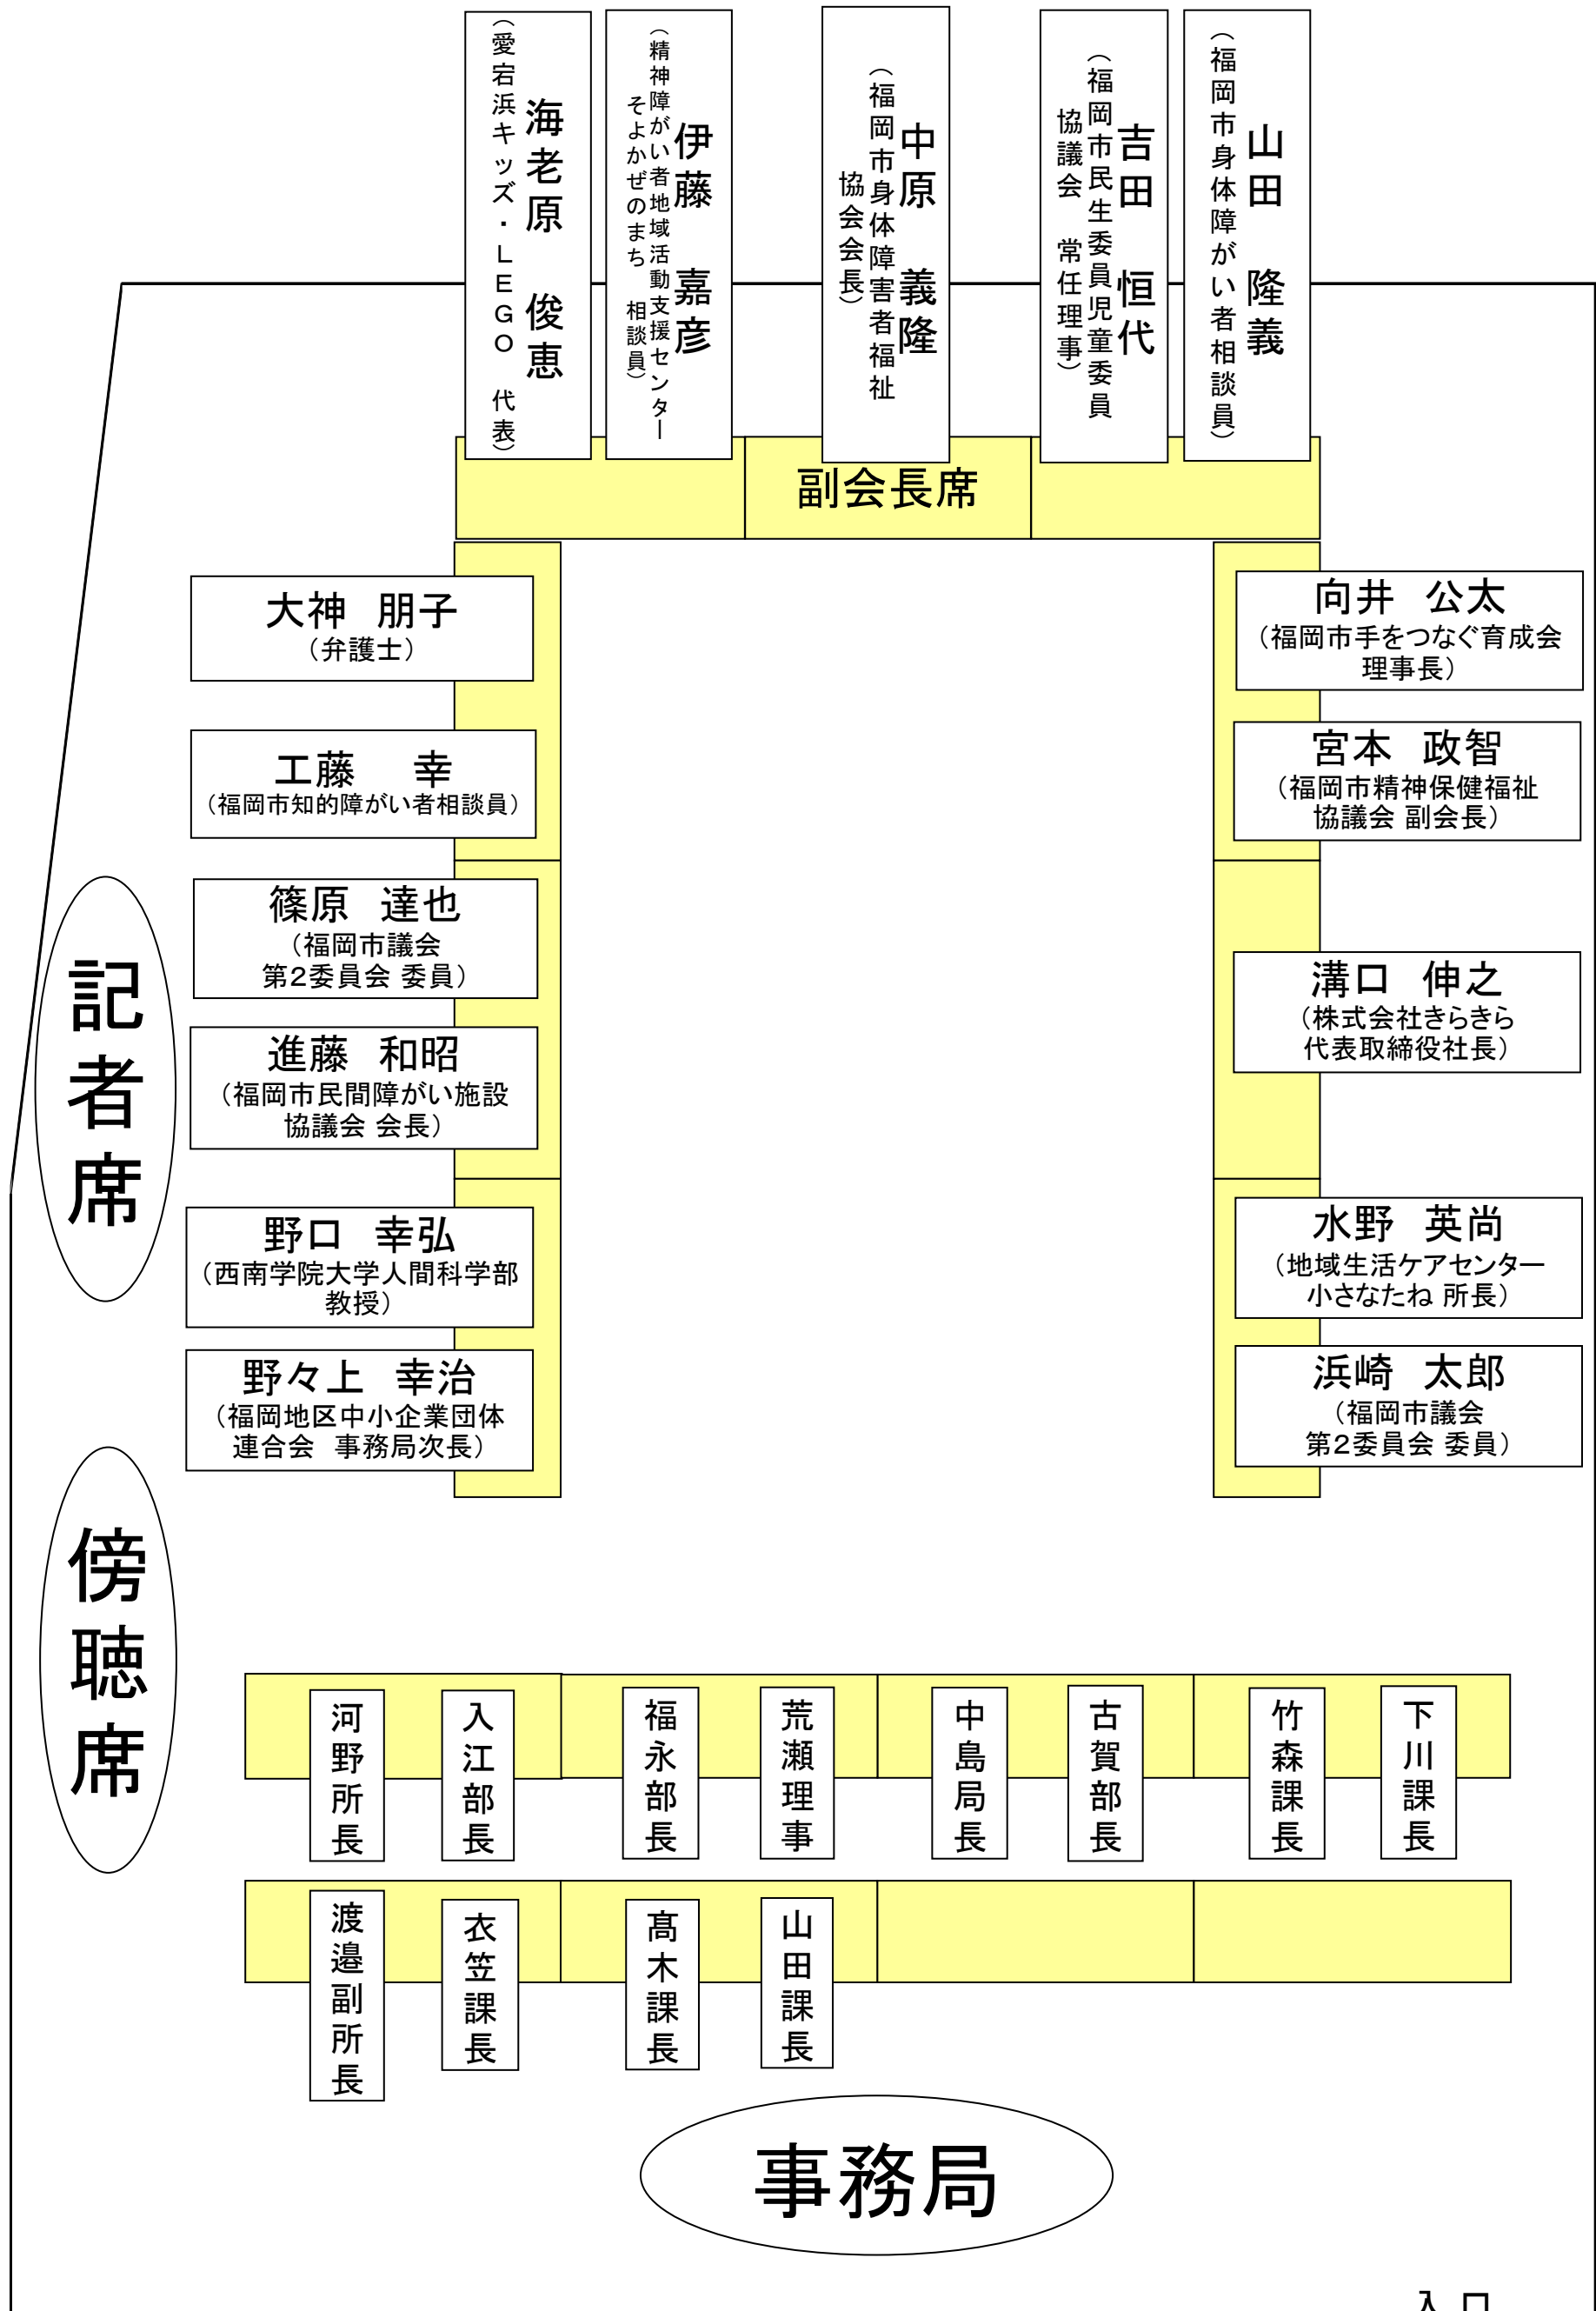 海老原　俊恵
（愛宕浜キッズ・ＬＥＧＯ　代表）
伊藤　嘉彦
（精神障がい者地域活動支援センター
そよかぜのまち　相談員）
中原　義隆
（福岡市身体障害者福祉
協会会長）
吉田　恒代
（福岡市民生委員児童委員
協議会　常任理事）
山田　隆義
（福岡市身体障がい者相談員）
副会長席
大神　朋子
（弁護士）
工藤　幸
（福岡市知的障がい者相談員）
篠原　達也
（福岡市議会
第２委員会 委員）
進藤　和昭
（福岡市民間障がい施設
協議会 会長）
野口　幸弘
（西南学院大学人間科学部
教授）
野々上　幸治
（福岡地区中小企業団体
連合会　事務局次長）
向井　公太
（福岡市手をつなぐ育成会
理事長）
宮本　政智
（福岡市精神保健福祉
協議会 副会長）
溝口　伸之
（株式会社きらきら
代表取締役社長）
水野　英尚
（地域生活ケアセンター
小さなたね 所長）
浜崎　太郎
（福岡市議会
第２委員会 委員）
記者席
傍聴席
河野所長
入江部長
福永部長
荒瀬理事
中島局長
古賀部長
竹森課長
下川課長
渡邉副所長
衣笠課長
髙木課長
山田課長
事務局
入口